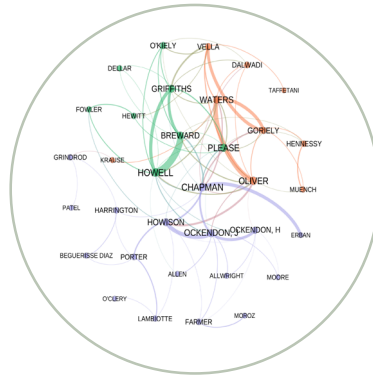 O'KIELY
VELLA
DALWADI
DELLAR
GRIFFITHS
TAFFETANI
WATERS
FOWLER
HEWITT
GORIELY
BREWARD
HENNESSY
PLEASE
GRINDROD
KRAUSE
HOWELL
OLIVER
CHAPMAN
MUENCH
PATEL
HARRINGTON
HOWISON
OCKENDON, J
OCKENDON, H
ERBAN
BEGUERISSE DIAZ
PORTER
ALLEN
ALLWRIGHT
MOORE
O'CLERY
LAMBIOTTE
FARMER
MOROZ